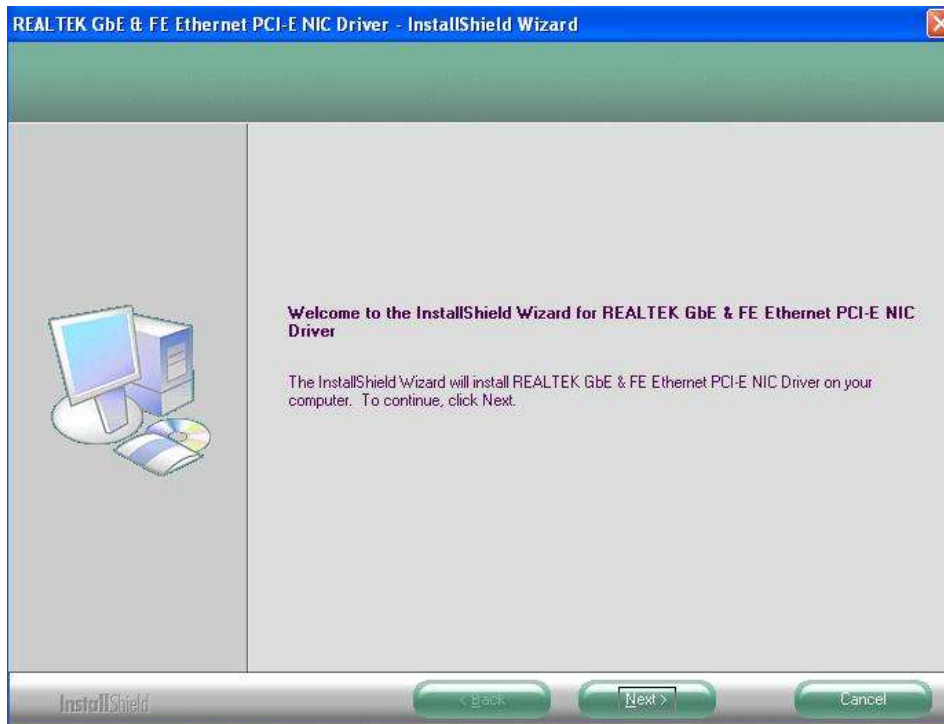 REALTEK GbE & FE Ethernet PCI-E NIC Driver - InstallShield Wizard
Welcome to the InstallShield Wizard for REALTEK GbE & FE Ethernet PCI-E NIC
Driver
The InstallShield Wizard will install REALTEK GbE & FE Ethernet PCI-E NIC Driver on your
computer. To continue, click Next.
InstallShield
< Back
Next >
Cancel